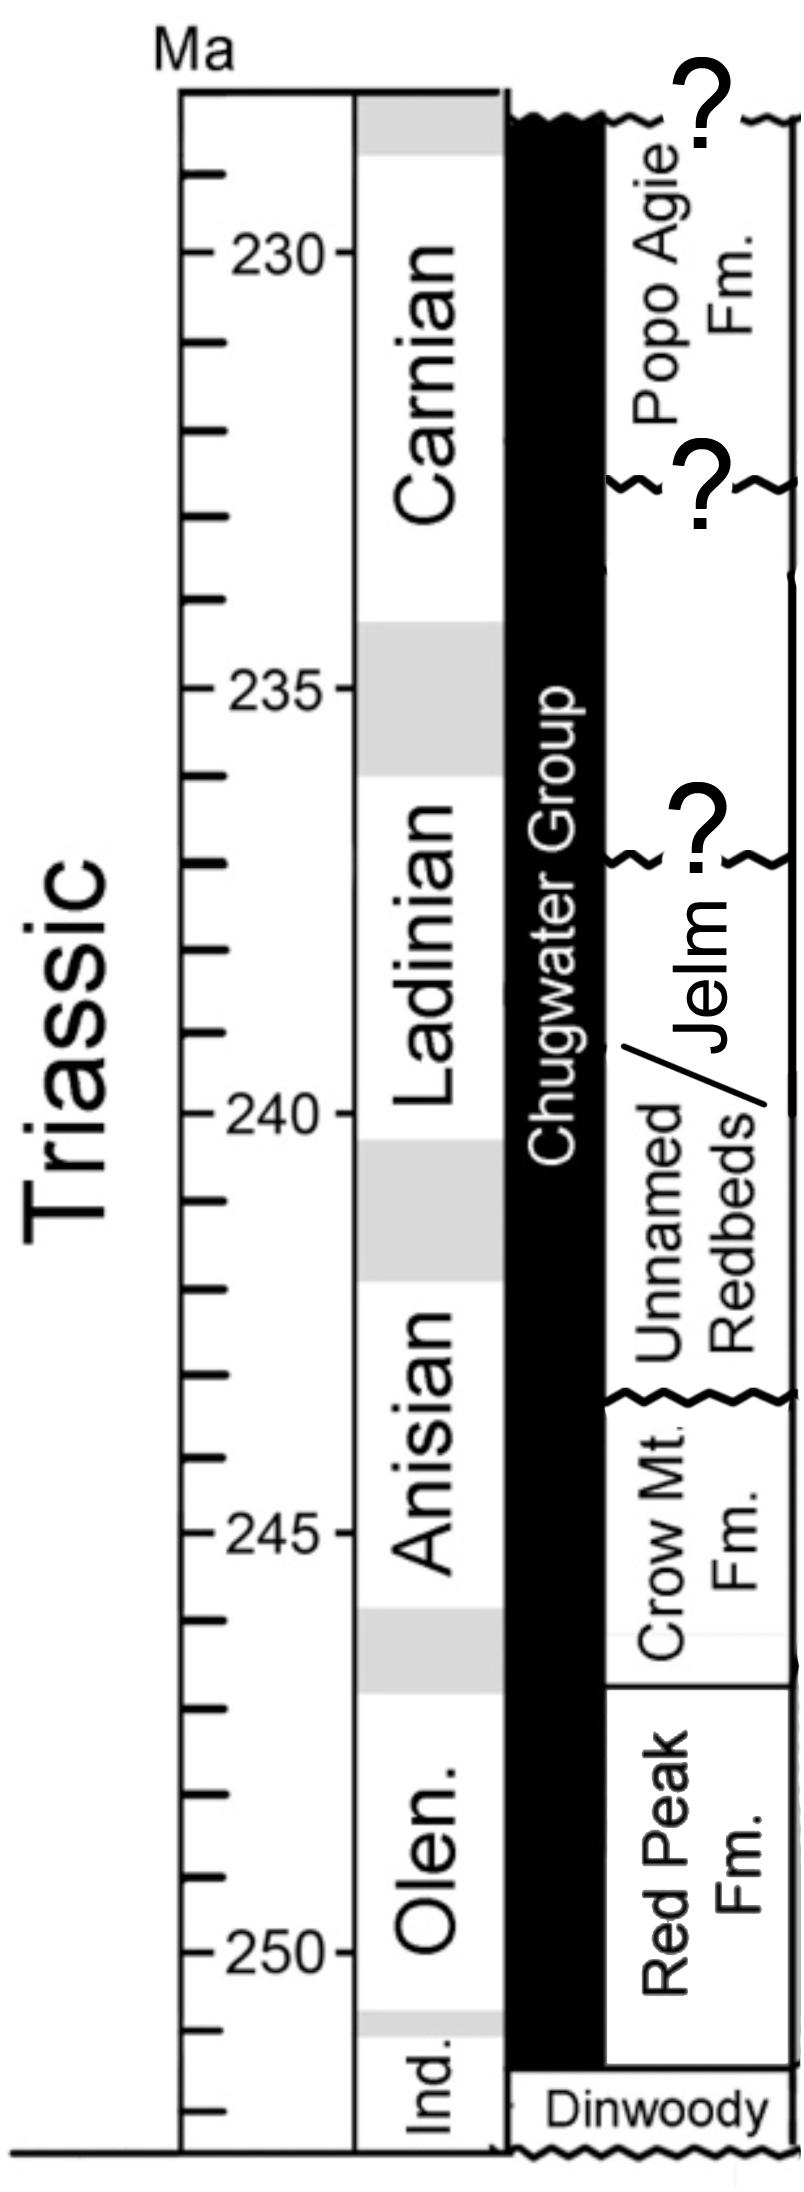 Ma
Triassic
230
235
240
245
250
Carnian
Ladinian
Anisian
Olen.
Ind.
Chugwater Group
?
Popo Agie
Fm.
?
?
Jelm
/
Unnamed
Redbeds
Crow Mt.
Fm.
Red Peak
Fm.
Dinwoody